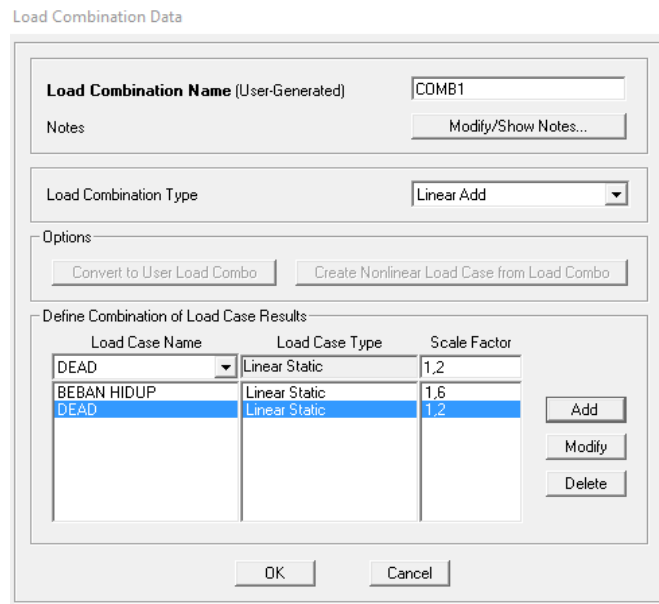 Load Combination Data
Load Combination Name (User-Generated) COMB1
Notes Modify/Show Notes...
Load Combination Type Linear Add
Options
Convert to User Load Combo Create Nonlinear Load Case from Load Combo
Define Combination of Load Case Results
Load Case Name Load Case Type Scale Factor
DEAD Linear Static 1,2
BEBAN HIDUP Linear Static 1,6
DEAD Linear Static 1,2
Add
Modify
Delete
OK Cancel